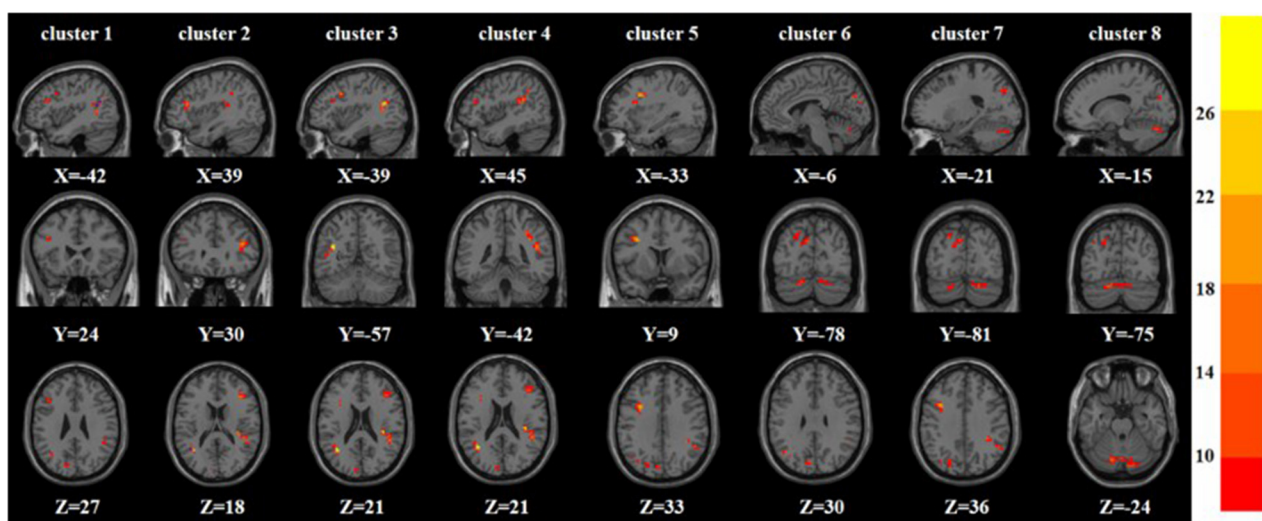 cluster 1 cluster 2 cluster 3 cluster 4 cluster 5 cluster 6 cluster 7 cluster 8
X=-42 X=39 X=-39 X=45 X=-33 X=-6 X=-21 X=-15
Y=24 Y=30 Y=-57 Y=-42 Y=9 Y=-78 Y=-81 Y=-75
Z=27 Z=18 Z=21 Z=21 Z=33 Z=30 Z=36 Z=-24
26
22
18
14
10